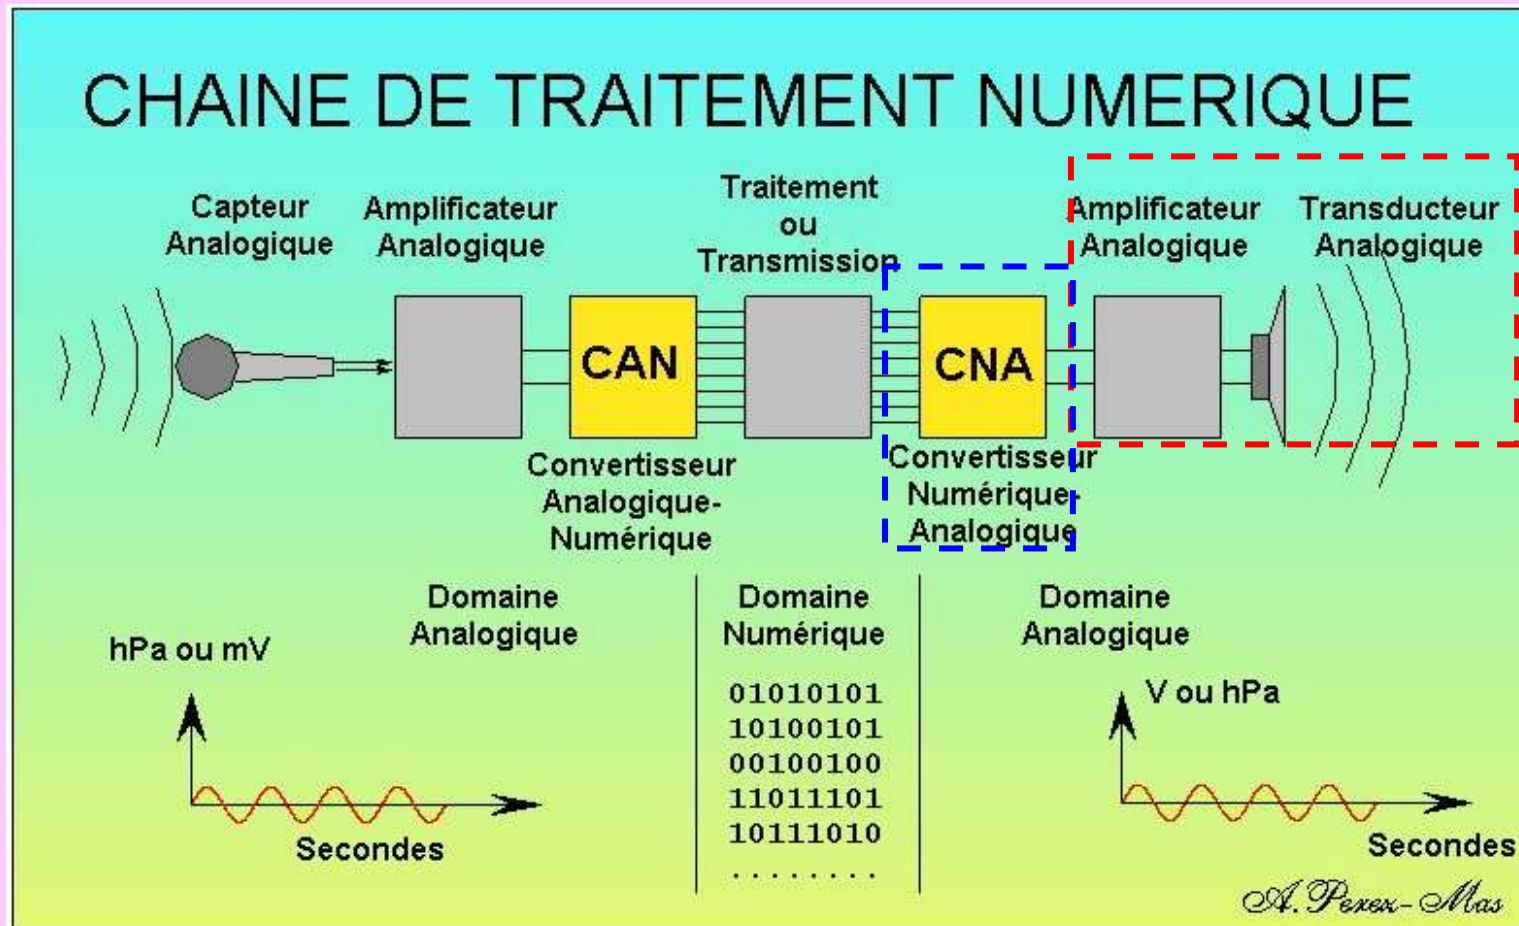 CHAINE DE TRAITEMENT NUMERIQUE
Capteur
Analogique
Amplificateur
Analogique
Traitement
ou
Transmission
Amplificateur
Analogique
Transducteur
Analogique
CAN
CNA
Convertisseur
Analogique-
Numérique
Convertisseur
Numérique-
Analogique
Domaine
Analogique
Domaine
Numérique
Domaine
Analogique
hPa ou mV
Secondes
01010101
10100101
00100100
11011101
10111010
. . . . . . . .
V ou hPa
Secondes
A. Perex-Mas